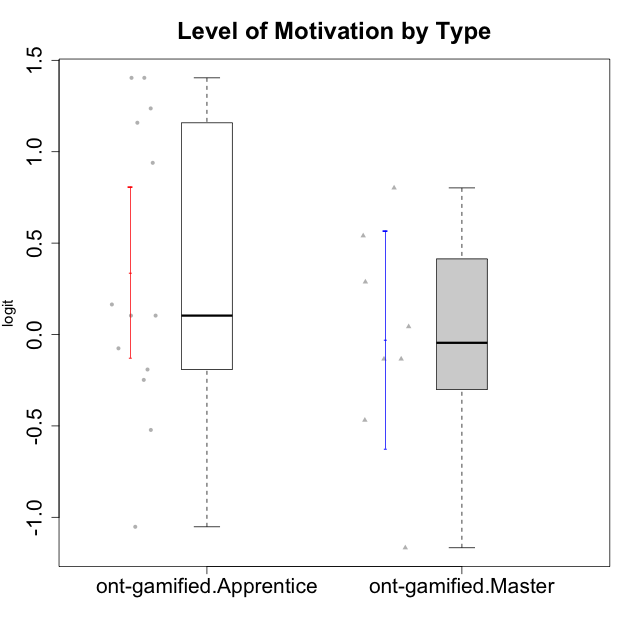 Level of Motivation by Type
logit
1.5
1.0
0.5
0.0
-0.5
-1.0
ont-gamified.Apprentice
ont-gamified.Master